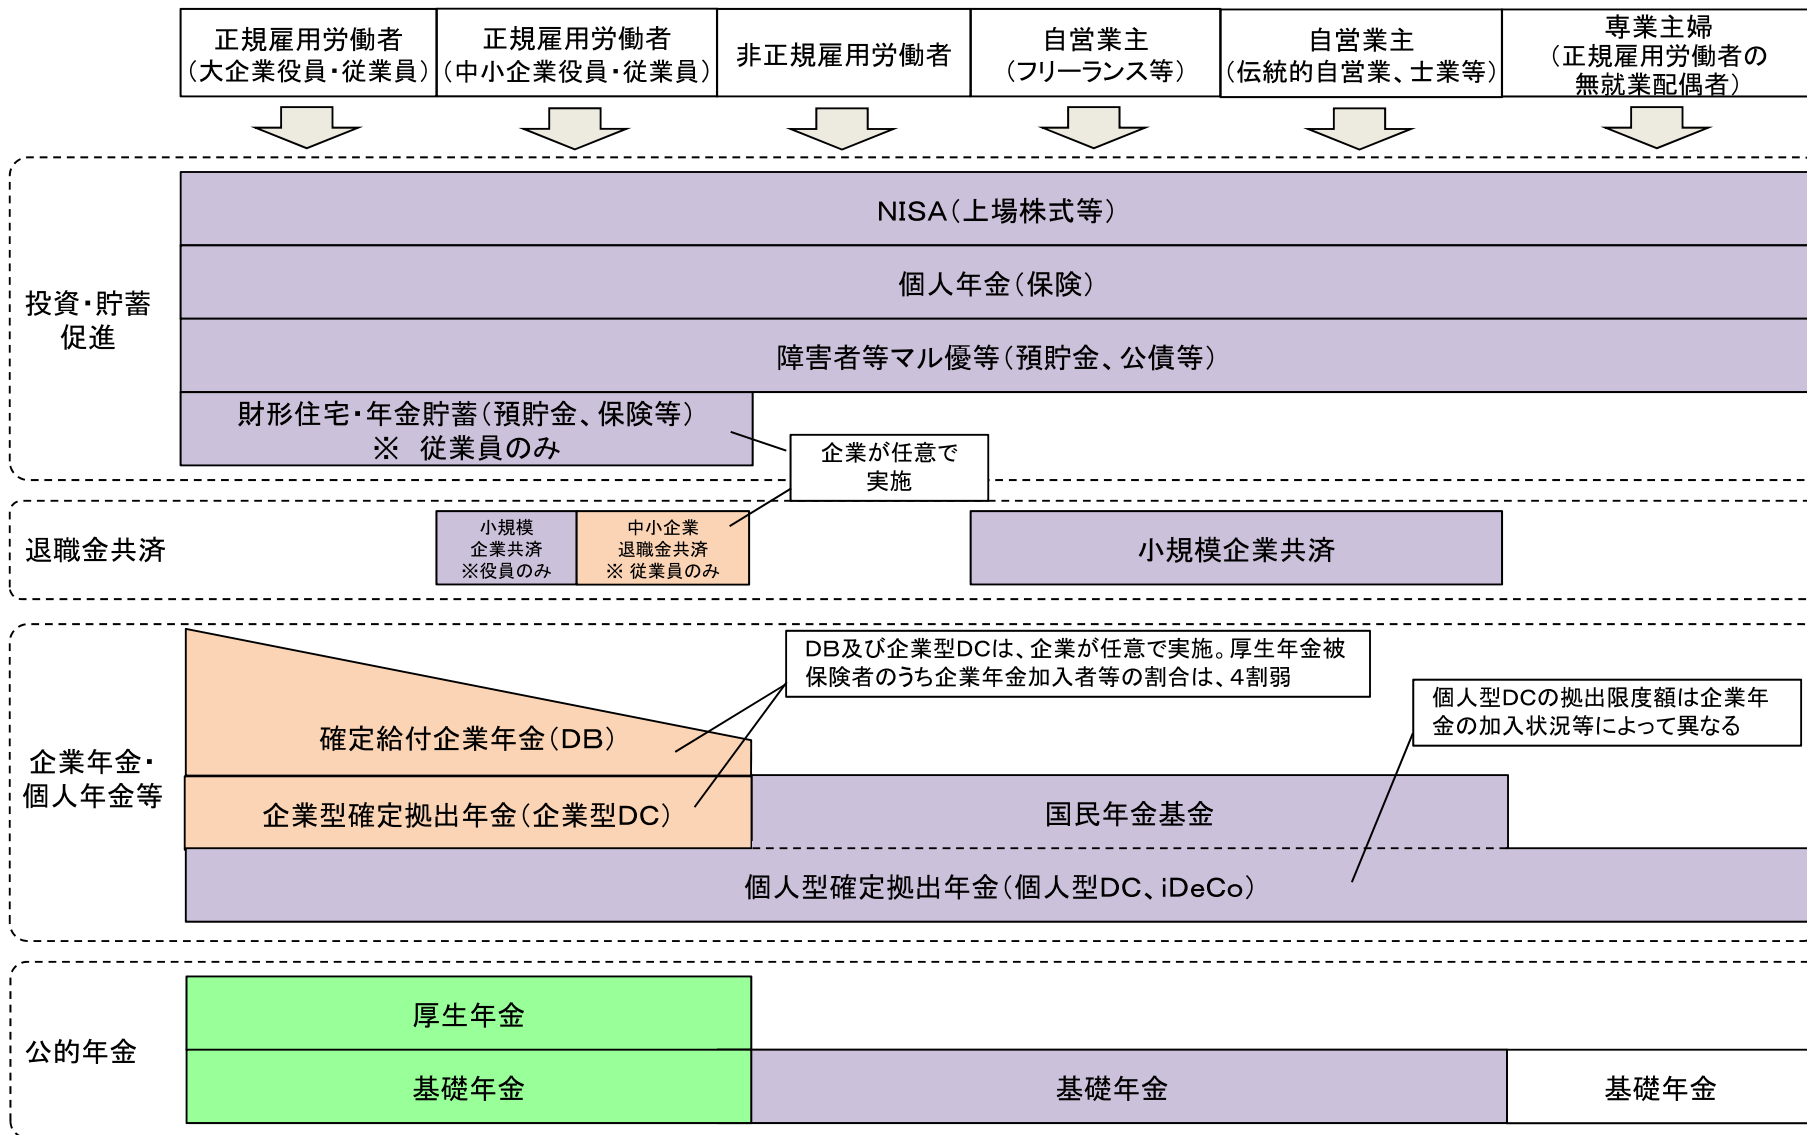 正規雇用労働者
（大企業役員・従業員）
正規雇用労働者
（中小企業役員・従業員）
非正規雇用労働者
自営業主
（フリーランス等）
自営業主
（伝統的自営業、士業等）
専業主婦
（正規雇用労働者の
無就業配偶者）
投資・貯蓄
促進
NISA（上場株式等）
個人年金（保険）
障害者等マル優等（預貯金、公債等）
財形住宅・年金貯蓄（預貯金、保険等）
※　従業員のみ
企業が任意で
実施
退職金共済
小規模
企業共済
※役員のみ
中小企業
退職金共済
※ 従業員のみ
小規模企業共済
企業年金・
個人年金等
DB及び企業型DCは、企業が任意で実施。厚生年金被
保険者のうち企業年金加入者等の割合は、４割弱
個人型DCの拠出限度額は企業年
金の加入状況等によって異なる
確定給付企業年金（DB）
企業型確定拠出年金（企業型DC）
国民年金基金
個人型確定拠出年金（個人型DC、iDeCo）
公的年金
厚生年金
基礎年金
基礎年金
基礎年金